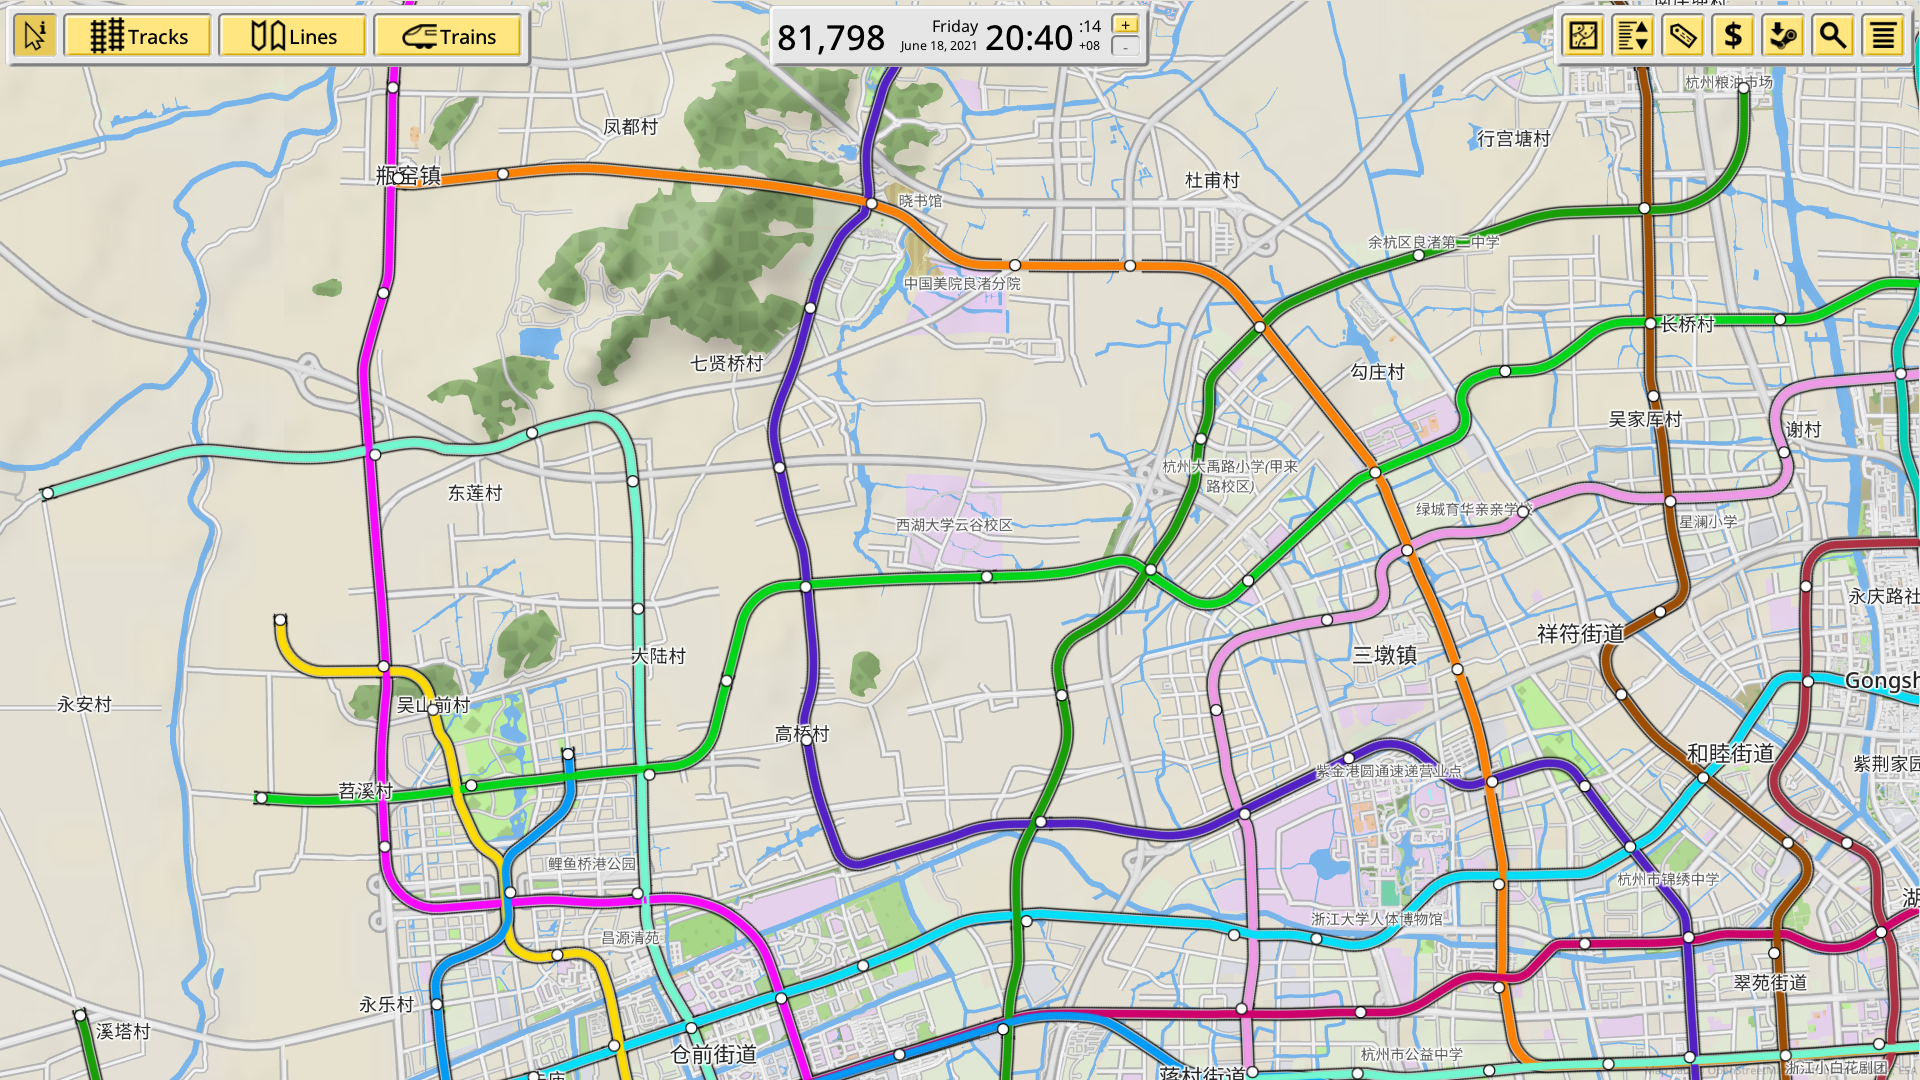 Tracks
Lines
Trains
81,798
Friday
June 18, 2021
20:40
:14
+08
+
-
$
杭州粮油市场
凤都村
行宫塘村
瓶窑镇
杜甫村
晓书馆
余杭区良渚第二中学
中国美院良渚分院
长桥村
七贤桥村
勾庄村
吴家厍村
谢村
杭州大禹路小学(甲来
路校区)
东莲村
绿城育华亲亲学校
西湖大学云谷校区
星澜小学
永庆路社
祥符街道
大陆村
三墩镇
Gongsh
永安村
吴山前村
高桥村
和睦街道
紫金港圆通速递营业点
紫荆家园
苕溪村
鲤鱼桥港公园
杭州市锦绣中学
湖
浙江大学人体博物馆
昌源清苑
翠苑街道
永乐村
溪塔村
仓前街道
杭州市公益中学
浙江小白花剧团
蒋村街道